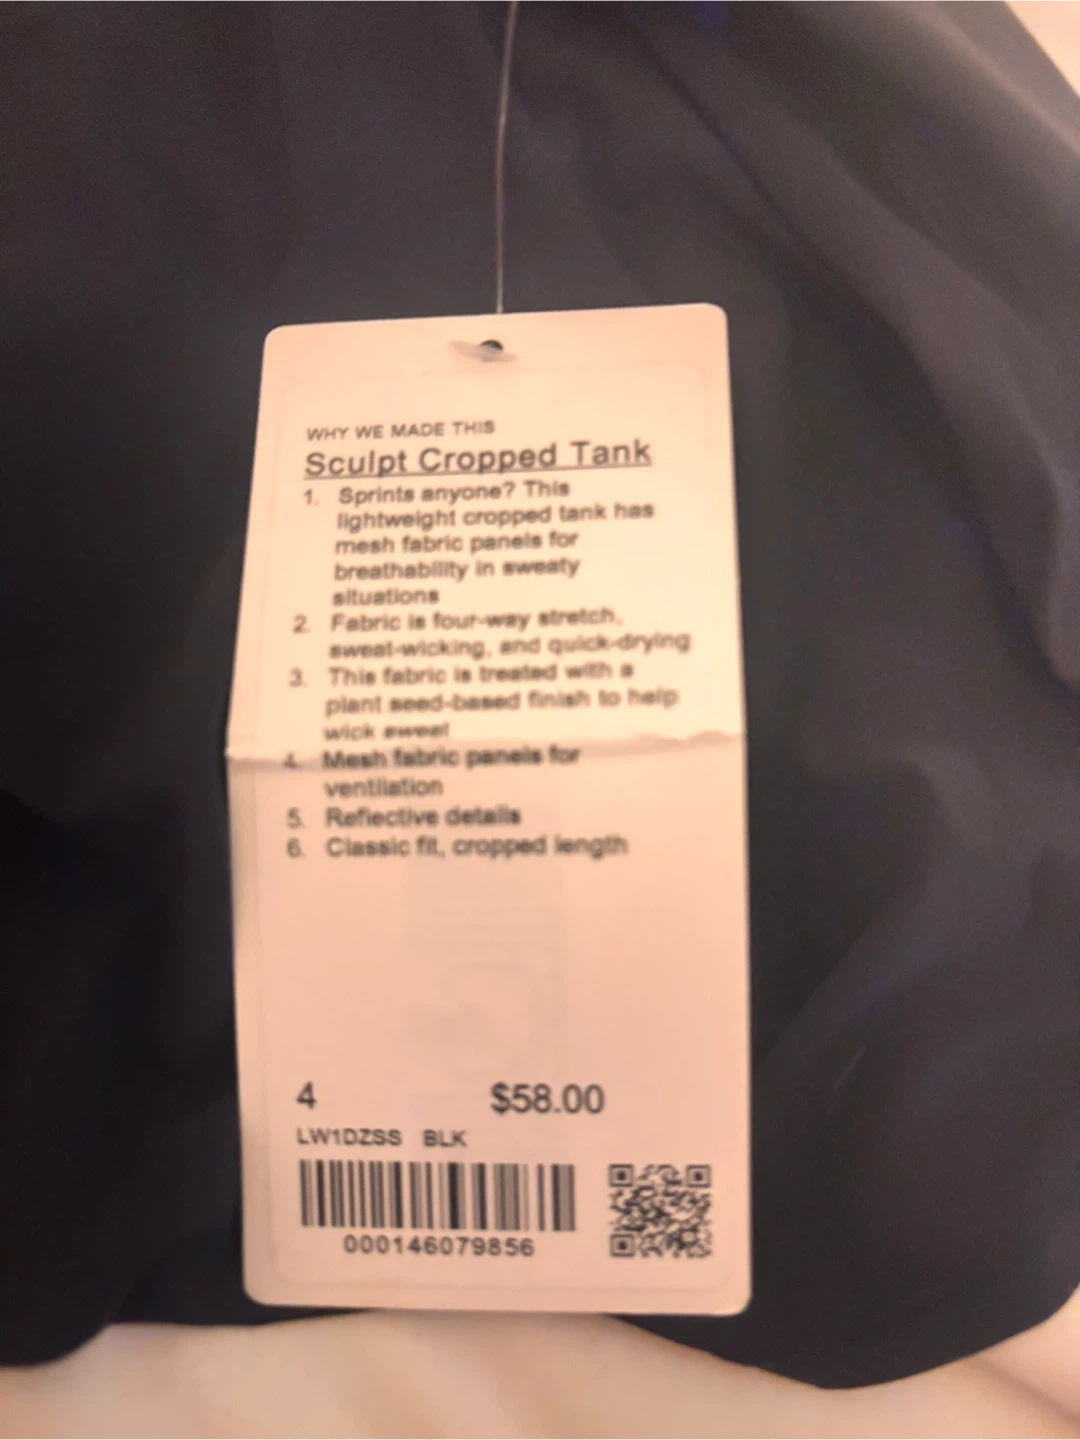 WHY WE MADE THIS
Sculpt Cropped Tank
1. Sprints anyone? This
lightweight cropped tank has
mesh fabric panels for
breathability in sweaty
situations
2. Fabric is four-way stretch,
sweat-wicking, and quick-drying
3. This fabric is treated with a
plant seed-based finish to help
wick sweat
4. Mesh fabric panels for
ventilation
5. Reflective details
6. Classic fit, cropped length
4 $58.00
LW1DZSS BLK
000146079856